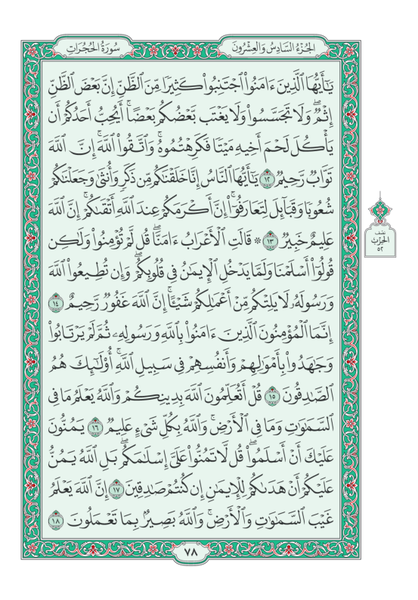 الجُزْءُ السَّادِسُ وَالعِشْرُونَ
سُورَةُ الحُجُرَاتِ
يَٰٓأَيُّهَا ٱلَّذِينَ ءَامَنُواْ ٱجْتَنِبُواْ كَثِيرًا مِّنَ ٱلظَّنِّ إِنَّ بَعْضَ ٱلظَّنِّ
إِثْمٌۖ وَلَا تَجَسَّسُواْ وَلَا يَغْتَب بَّعْضُكُم بَعْضًاۚ أَيُحِبُّ أَحَدُكُمْ أَن
يَأْكُلَ لَحْمَ أَخِيهِ مَيْتًا فَكَرِهْتُمُوهُۚ وَٱتَّقُواْ ٱللَّهَۚ إِنَّ ٱللَّهَ
تَوَّابٌ رَّحِيمٌ ١٢ يَٰٓأَيُّهَا ٱلنَّاسُ إِنَّا خَلَقْنَٰكُم مِّن ذَكَرٍ وَأُنثَىٰ وَجَعَلْنَٰكُمْ
شُعُوبًا وَقَبَآئِلَ لِتَعَارَفُوٓاْۚ إِنَّ أَكْرَمَكُمْ عِندَ ٱللَّهِ أَتْقَىٰكُمْۚ إِنَّ ٱللَّهَ
عَلِيمٌ خَبِيرٌ ١٣ ۞ قَالَتِ ٱلْأَعْرَابُ ءَامَنَّاۖ قُل لَّمْ تُؤْمِنُواْ وَلَٰكِن
قُولُوٓاْ أَسْلَمْنَا وَلَمَّا يَدْخُلِ ٱلْإِيمَٰنُ فِي قُلُوبِكُمْۖ وَإِن تُطِيعُواْ ٱللَّهَ
وَرَسُولَهُۥ لَا يَلِتْكُم مِّنْ أَعْمَٰلِكُمْ شَيْـًٔاۚ إِنَّ ٱللَّهَ غَفُورٌ رَّحِيمٌ ١٤
إِنَّمَا ٱلْمُؤْمِنُونَ ٱلَّذِينَ ءَامَنُواْ بِٱللَّهِ وَرَسُولِهِۦ ثُمَّ لَمْ يَرْتَابُواْ
وَجَٰهَدُواْ بِأَمْوَٰلِهِمْ وَأَنفُسِهِمْ فِي سَبِيلِ ٱللَّهِۚ أُوْلَٰٓئِكَ هُمُ
ٱلصَّٰدِقُونَ ١٥ قُلْ أَتُعَلِّمُونَ ٱللَّهَ بِدِينِكُمْ وَٱللَّهُ يَعْلَمُ مَا فِي
ٱلسَّمَٰوَٰتِ وَمَا فِي ٱلْأَرْضِۚ وَٱللَّهُ بِكُلِّ شَيْءٍ عَلِيمٌ ١٦ يَمُنُّونَ
عَلَيْكَ أَنْ أَسْلَمُواْۖ قُل لَّا تَمُنُّواْ عَلَيَّ إِسْلَٰمَكُمۖ بَلِ ٱللَّهُ يَمُنُّ
عَلَيْكُمْ أَنْ هَدَىٰكُمْ لِلْإِيمَٰنِ إِن كُنتُمْ صَٰدِقِينَ ١٧ إِنَّ ٱللَّهَ يَعْلَمُ
غَيْبَ ٱلسَّمَٰوَٰتِ وَٱلْأَرْضِۚ وَٱللَّهُ بَصِيرٌۢ بِمَا تَعْمَلُونَ ١٨
نصف
الحزب
٥٢
٧٨